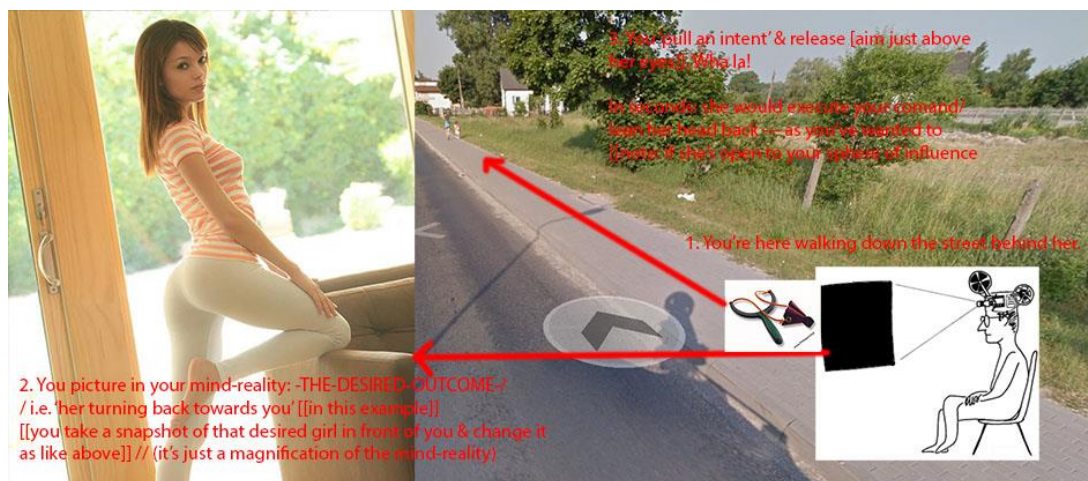 3. You 'pull an intent' & release [aim just above
her eyes]. Wha la!
In seconds she would execute your comand/
lean her head back — as you've wanted to
[[note: if she's open to your sphere of influence
1. You're here walking down the street behind her.
2. You picture in your mind-reality: -THE-DESIRED-OUTCOME-/
/ i.e. 'her turning back towards you' [[in this example]]
[[you take a snapshot of that desired girl in front of you & change it
as like above]] // (it's just a magnification of the mind-reality)